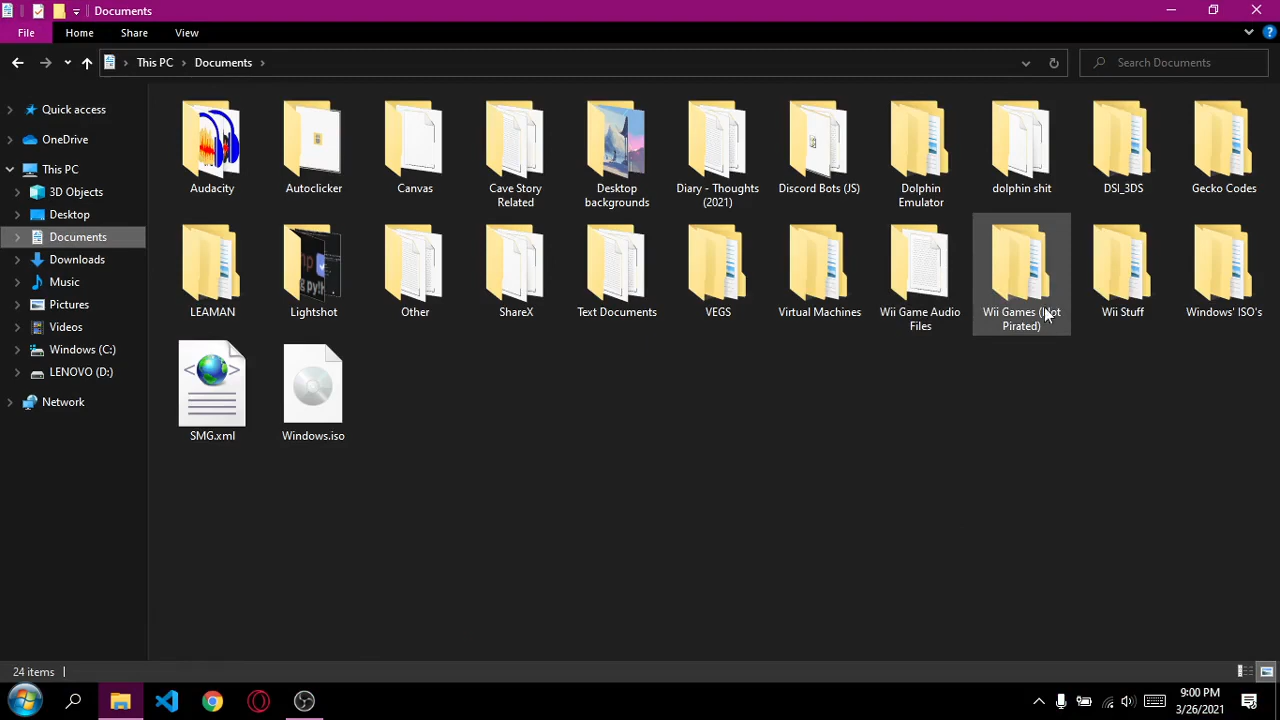 Documents
File Home Share View
This PC Documents Search Documents
Quick access
OneDrive
This PC
3D Objects
Desktop
Documents
Downloads
Music
Pictures
Videos
Windows (C:)
LENOVO (D:)
Network
Audacity
Autoclicker
Canvas
Cave Story
Related
Desktop
backgrounds
Diary - Thoughts
(2021)
Discord Bots (JS)
Dolphin
Emulator
dolphin shit
DSI_3DS
Gecko Codes
LEAMAN
Lightshot
Other
ShareX
Text Documents
VEGS
Virtual Machines
Wii Game Audio
Files
Wii Games (Not
Pirated)
Wii Stuff
Windows' ISO's
SMG.xml
Windows.iso
24 items
9:00 PM
3/26/2021